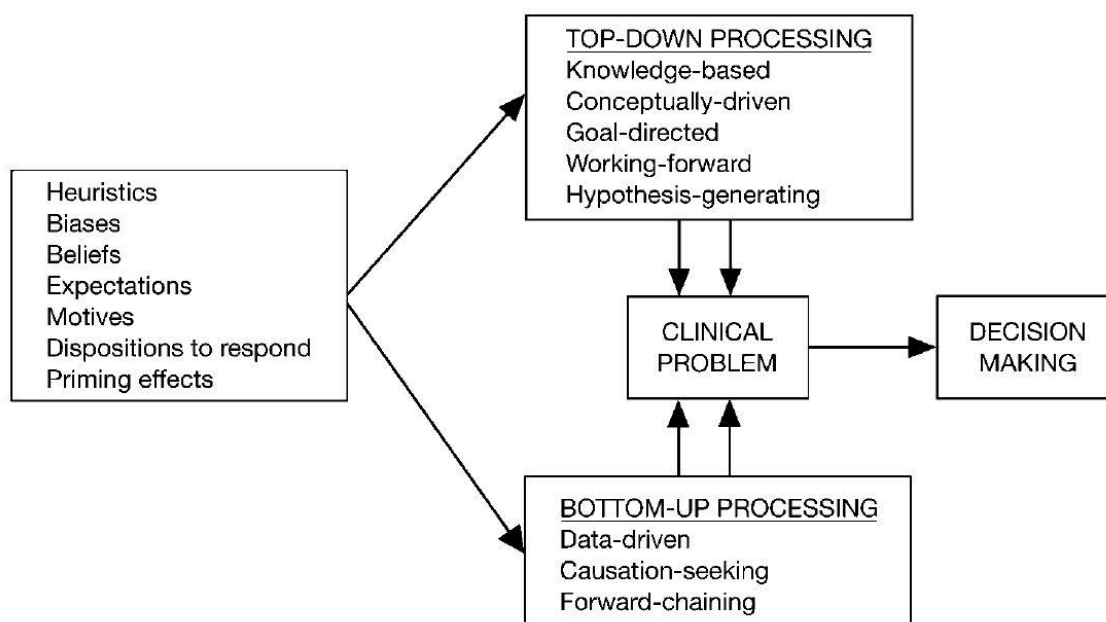 TOP-DOWN PROCESSING
Knowledge-based
Conceptually-driven
Goal-directed
Working-forward
Hypothesis-generating
Heuristics
Biases
Beliefs
Expectations
Motives
Dispositions to respond
Priming effects
CLINICAL
PROBLEM
DECISION
MAKING
BOTTOM-UP PROCESSING
Data-driven
Causation-seeking
Forward-chaining